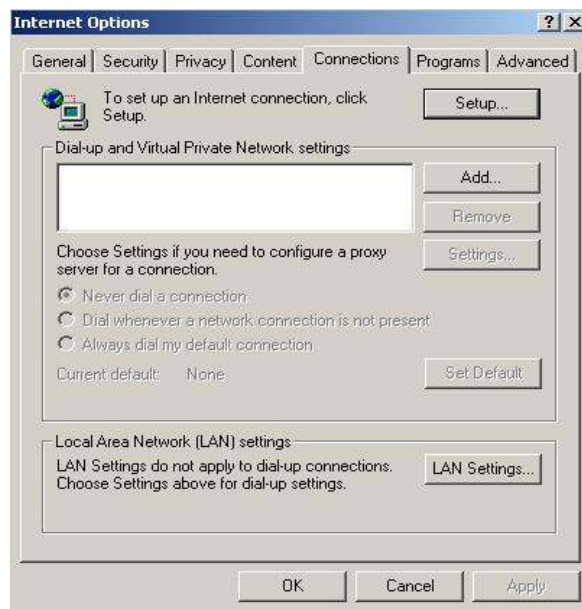 Internet Options
? X
General Security Privacy Content Connections Programs Advanced
To set up an Internet connection, click
Setup.
Setup...
Dial-up and Virtual Private Network settings
Add...
Remove
Choose Settings if you need to configure a proxy
server for a connection.
Settings...
Never dial a connection
Dial whenever a network connection is not present
Always dial my default connection
Current default: None
Set Default
Local Area Network (LAN) settings
LAN Settings do not apply to dial-up connections.
Choose Settings above for dial-up settings.
LAN Settings...
OK Cancel Apply